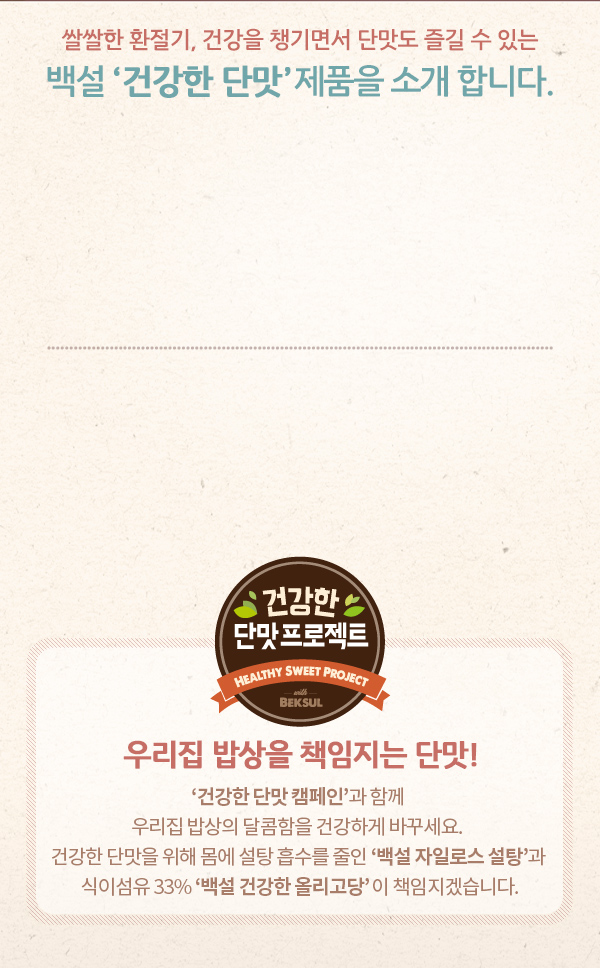 쌀쌀한 환절기, 건강을 챙기면서 단맛도 즐길 수 있는
백설 ‘건강한 단맛’ 제품을 소개 합니다.
건강한
단맛 프로젝트
HEALTHY SWEET PROJECT
with
BEKSUL
우리집 밥상을 책임지는 단맛!
‘건강한 단맛 캠페인’과 함께
우리집 밥상의 달콤함을 건강하게 바꾸세요.
건강한 단맛을 위해 몸에 설탕 흡수를 줄인 ‘백설 자일로스 설탕’과
식이섬유 33% ‘백설 건강한 올리고당’ 이 책임지겠습니다.